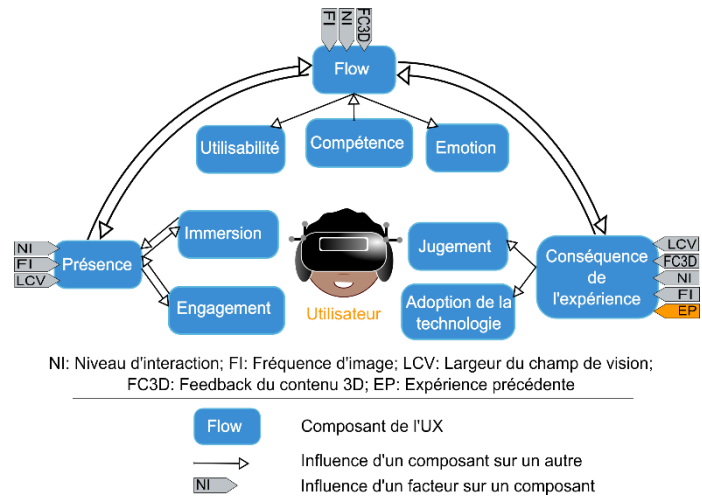 FI
NI
FC3D
Flow
Utilisabilité
Compétence
Emotion
NI
FI
LCV
Présence
Immersion
Engagement
Utilisateur
Jugement
Adoption de la
technologie
Conséquence
de
l'expérience
LCV
FC3D
NI
FI
EP
NI: Niveau d'interaction; FI: Fréquence d'image; LCV: Largeur du champ de vision;
FC3D: Feedback du contenu 3D; EP: Expérience précédente
Flow
Composant de l'UX
Influence d'un composant sur un autre
NI
Influence d'un facteur sur un composant